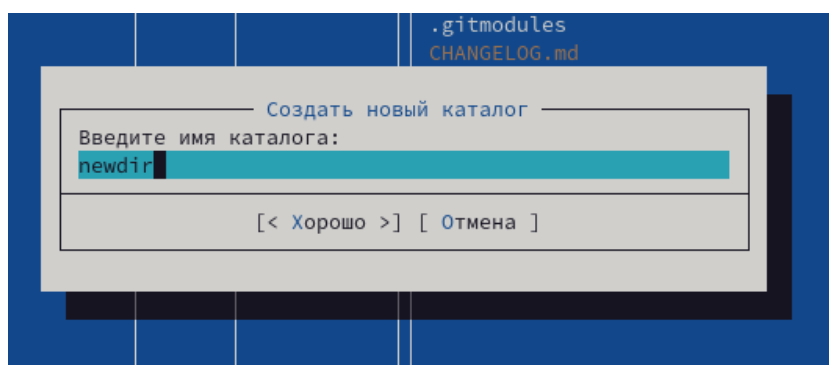 .gitmodules
CHANGELOG.md
Создать новый каталог
Введите имя каталога:
newdir
[< Хорошо >] [ Отмена ]